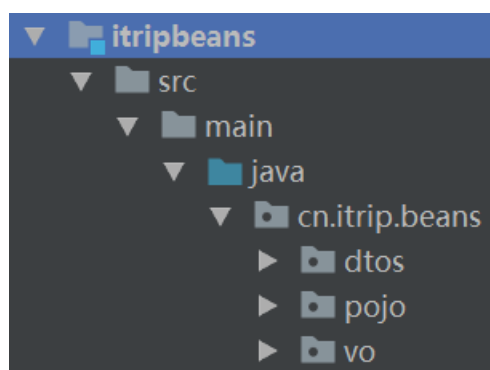 itripbeans
src
main
java
cn.itrip.beans
dtos
pojo
vo